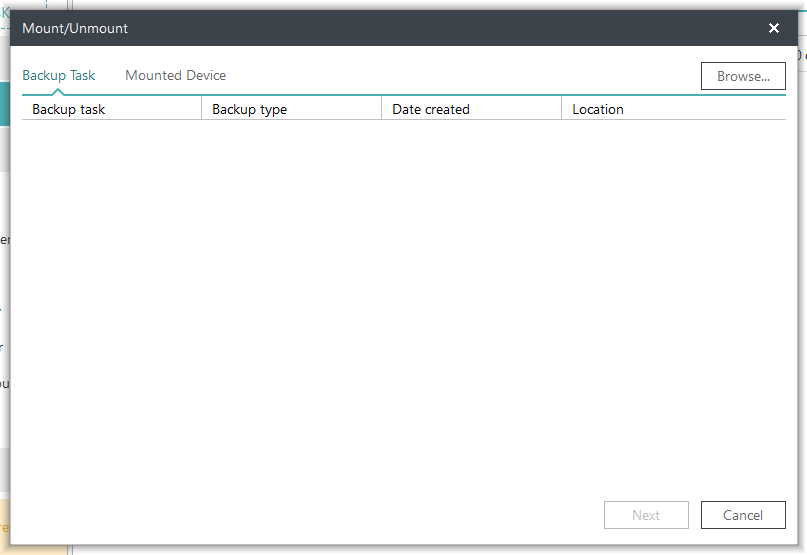 Mount/Unmount
Backup Task Mounted Device Browse...
Backup task Backup type Date created Location
Next Cancel